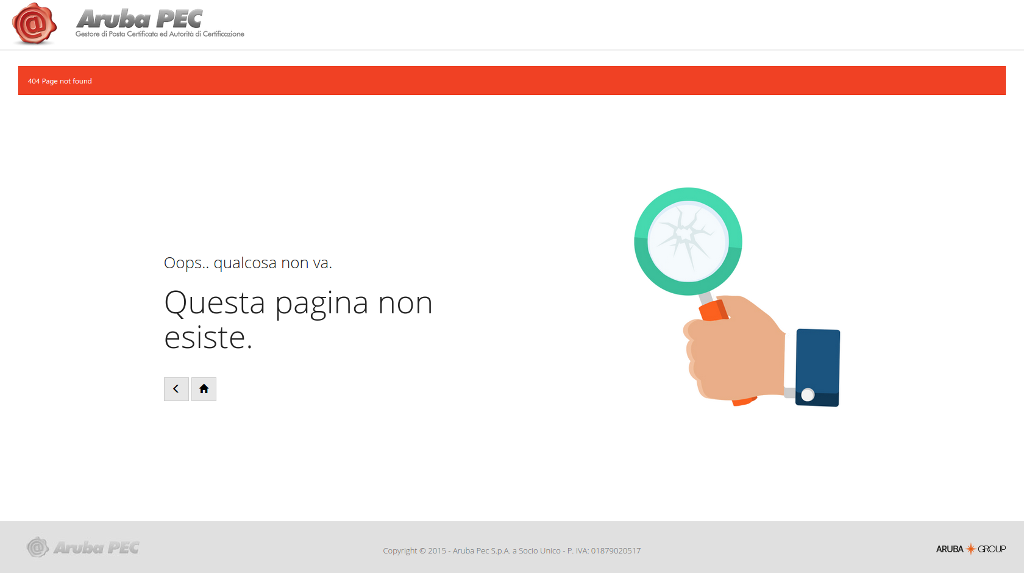 Aruba PEC
Gestore di Posta Certificata ed Autorità di Certificazione
404 Page not found
Oops.. qualcosa non va.
Questa pagina non
esiste.
Aruba PEC
Copyright © 2015 - Aruba Pec S.p.A. a Socio Unico - P. IVA: 01879020517
ARUBA GROUP